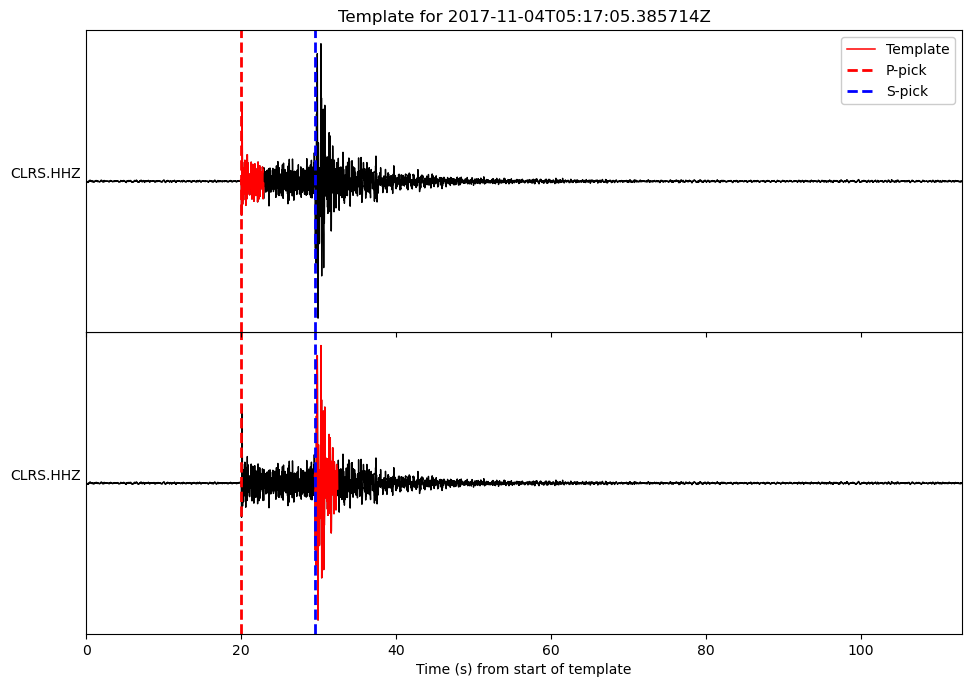 Template for 2017-11-04T05:17:05.385714Z
Template
P-pick
S-pick
CLRS.HHZ
CLRS.HHZ
0 20 40 60 80 100
Time (s) from start of template